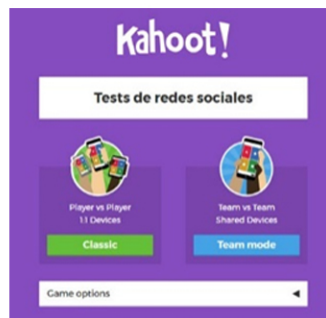 Kahoot!
Tests de redes sociales
Player vs Player
1:1 Devices
Classic
Team vs Team
Shared Devices
Team mode
Game options